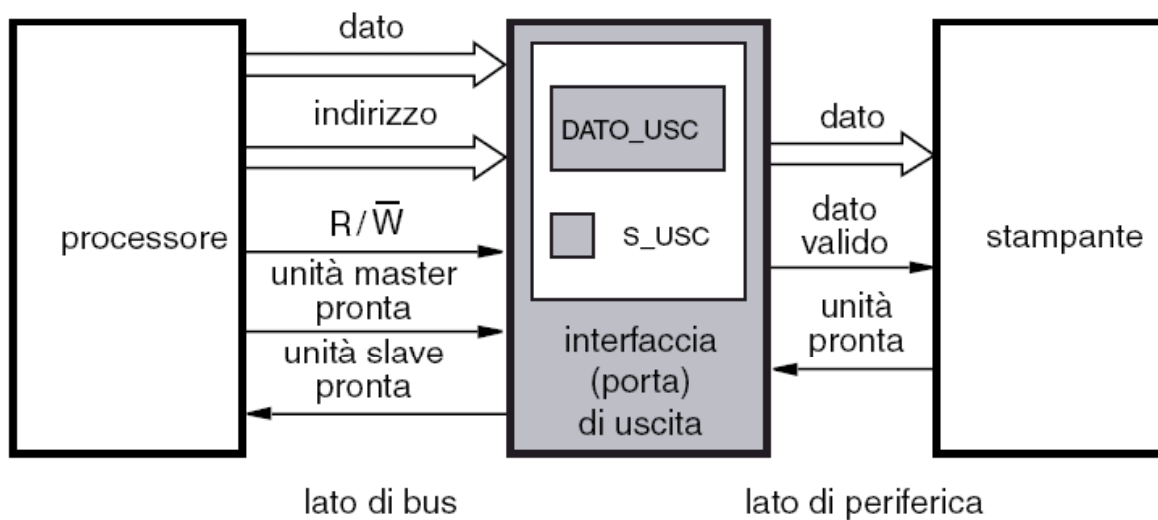 processore
dato
indirizzo
R / W̅
unità master
pronta
unità slave
pronta
DATO_USC
S_USC
interfaccia
(porta)
di uscita
dato
dato
valido
unità
pronta
stampante
lato di bus
lato di periferica